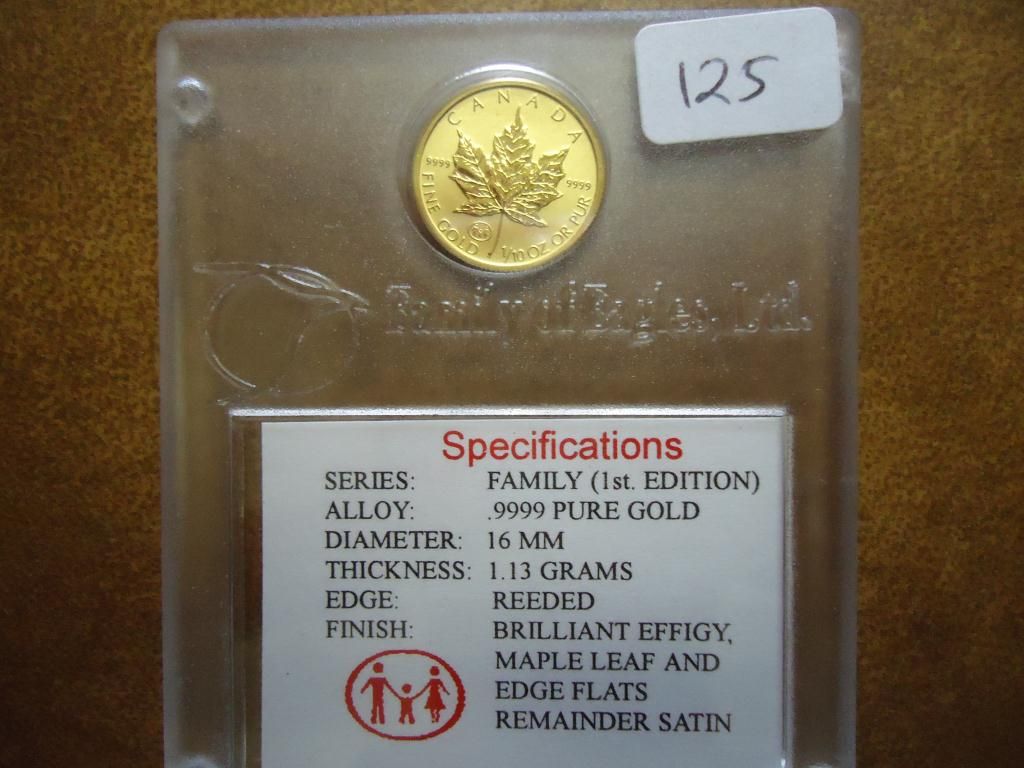 125
CANADA
9999 9999
FINE GOLD 1/10 OZ OR PUR
Family of Eagles, Ltd.
Specifications
SERIES: FAMILY (1st. EDITION)
ALLOY: .9999 PURE GOLD
DIAMETER: 16 MM
THICKNESS: 1.13 GRAMS
EDGE: REEDED
FINISH: BRILLIANT EFFIGY,
MAPLE LEAF AND
EDGE FLATS
REMAINDER SATIN